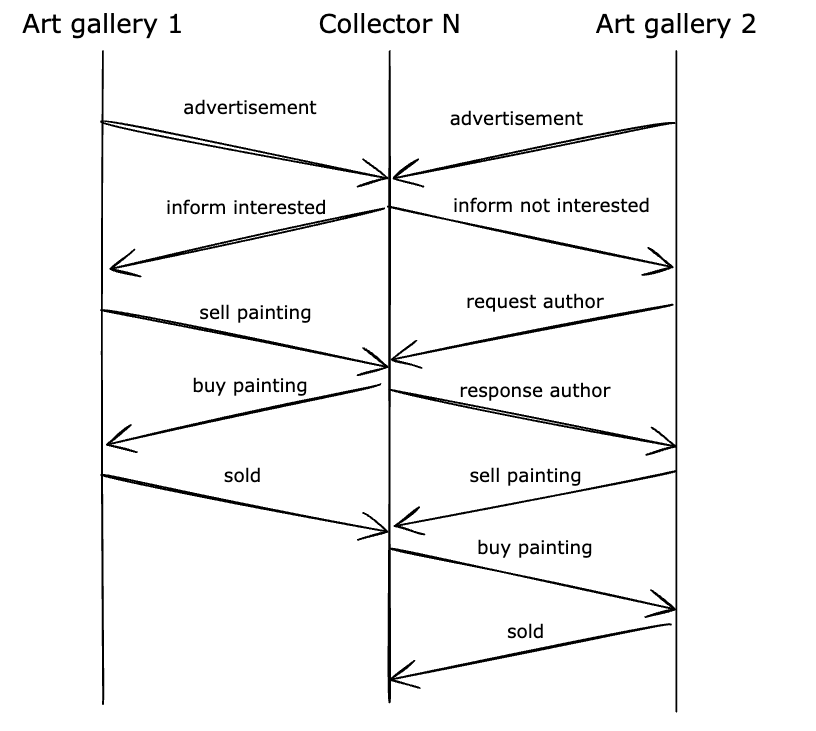 Art gallery 1
Collector N
Art gallery 2
advertisement
advertisement
inform interested
inform not interested
sell painting
request author
buy painting
response author
sold
sell painting
buy painting
sold